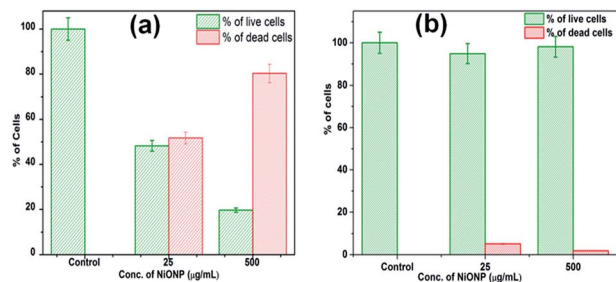 (a)
% of live cells
% of dead cells
100
80
60
40
20
0
% of Cells
Control
25
500
Conc. of NiONP (µg/mL)
(b)
% of live cells
% of dead cells
100
80
60
40
20
0
% of cells
Control
25
500
Conc. of NiONP (µg/mL)